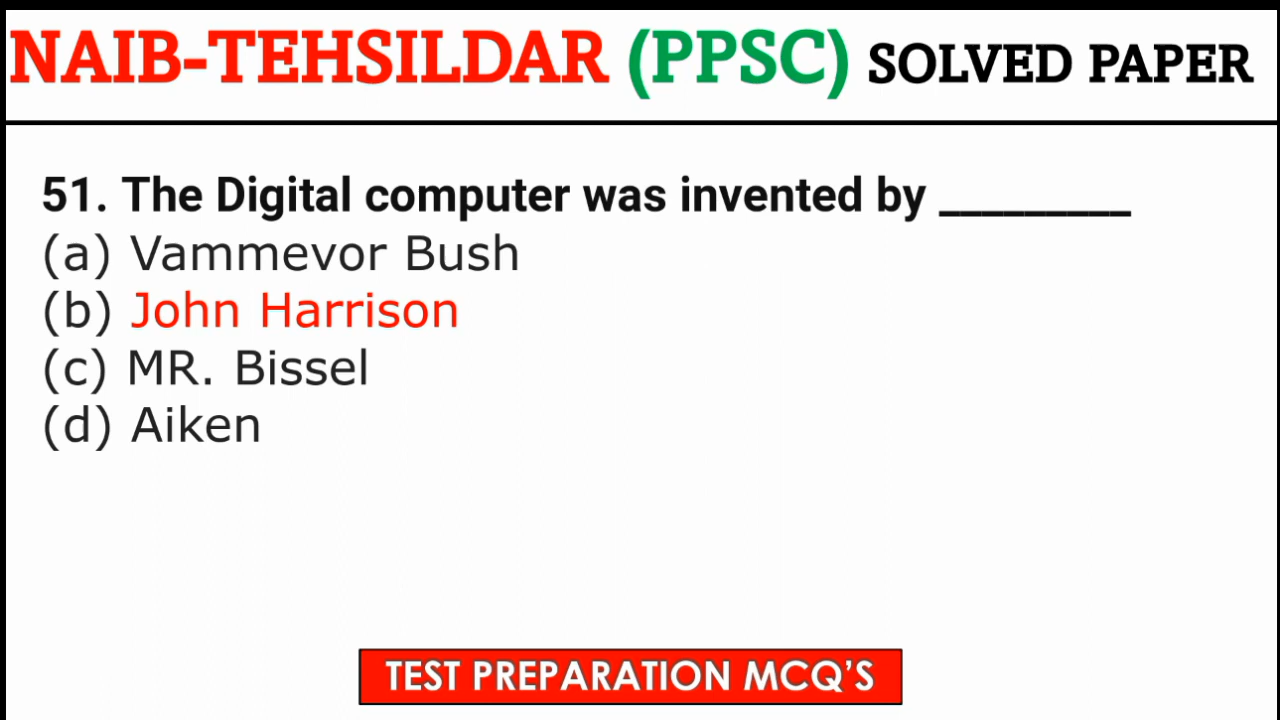 NAIB-TEHSILDAR (PPSC) SOLVED PAPER
51. The Digital computer was invented by _________
(a) Vammevor Bush
(b) John Harrison
(c) MR. Bissel
(d) Aiken
TEST PREPARATION MCQ'S